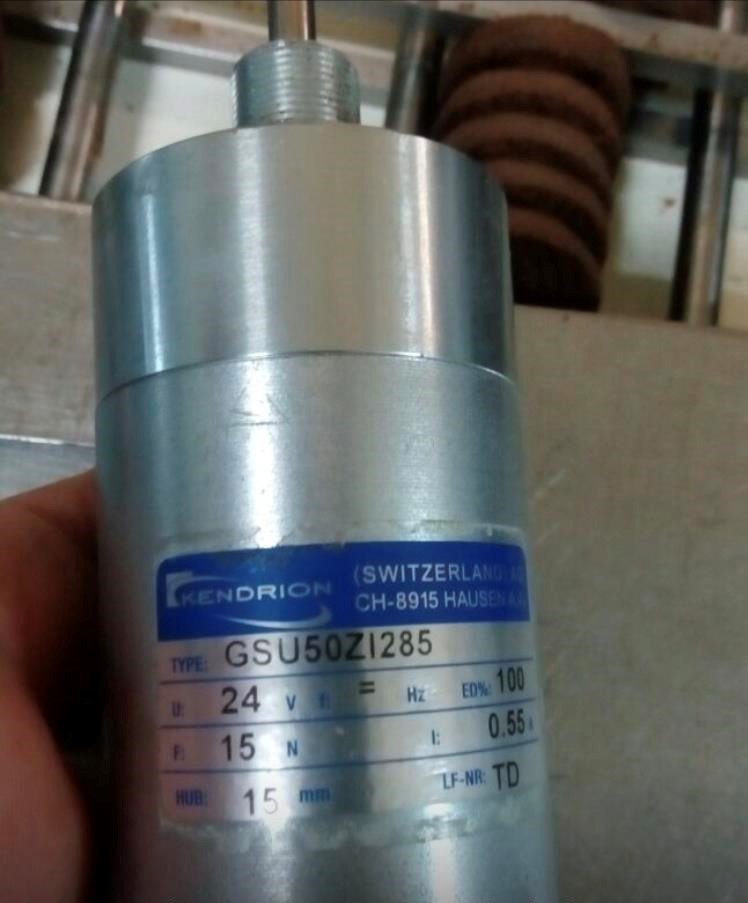 KENDRION
(SWITZERLAND) AG
CH-8915 HAUSEN A.A.
TYPE: GSU50ZI285
U: 24 V f: = Hz ED%: 100
F: 15 N I: 0.55 A
HUB: 15 mm LF-NR: TD